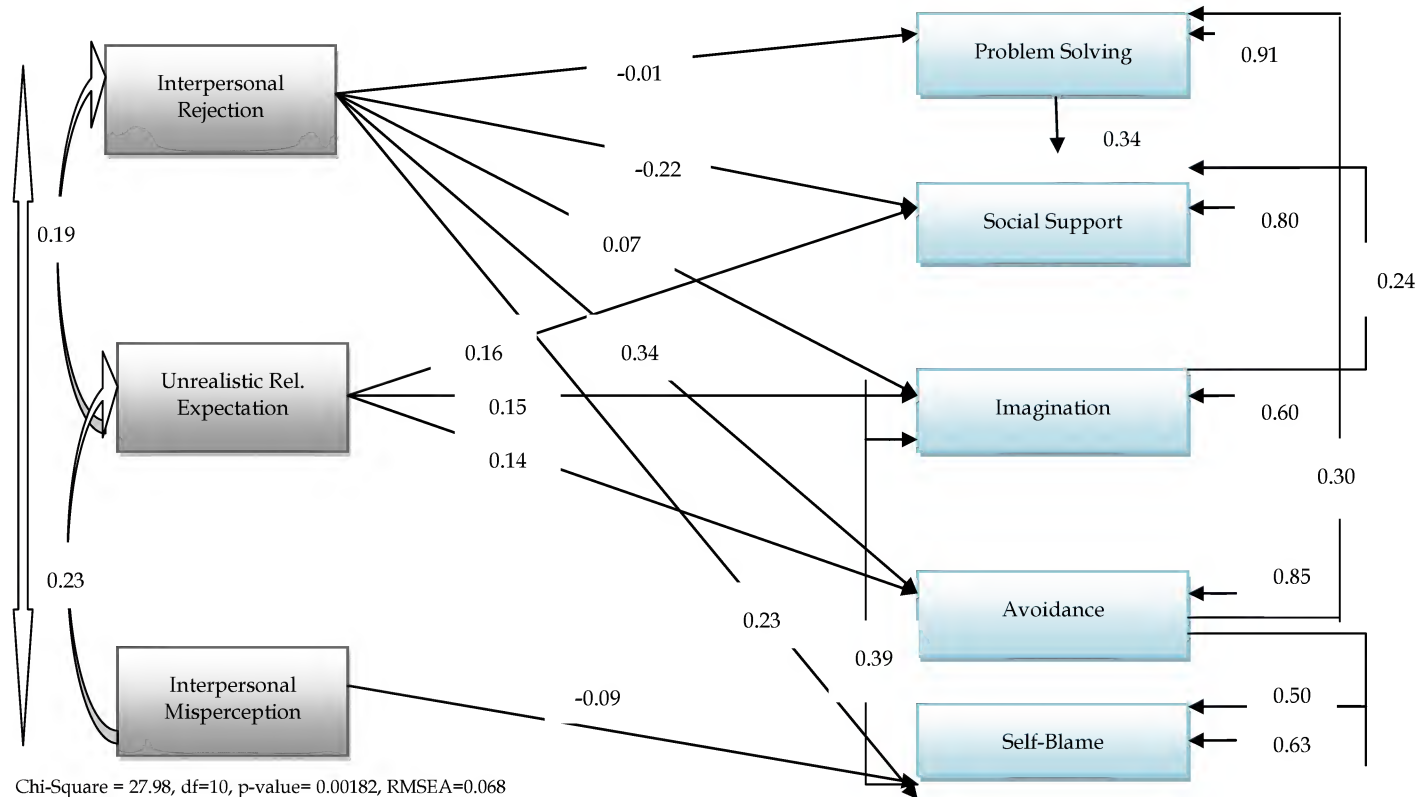 Interpersonal
Rejection
Unrealistic Rel.
Expectation
Interpersonal
Misperception
0.19
0.23
-0.01
-0.22
0.07
0.16
0.34
0.15
0.14
0.23
-0.09
0.39
Problem Solving
0.91
0.34
Social Support
0.80
0.24
Imagination
0.60
0.30
Avoidance
0.85
Self-Blame
0.50
0.63
Chi-Square = 27.98, df=10, p-value= 0.00182, RMSEA=0.068